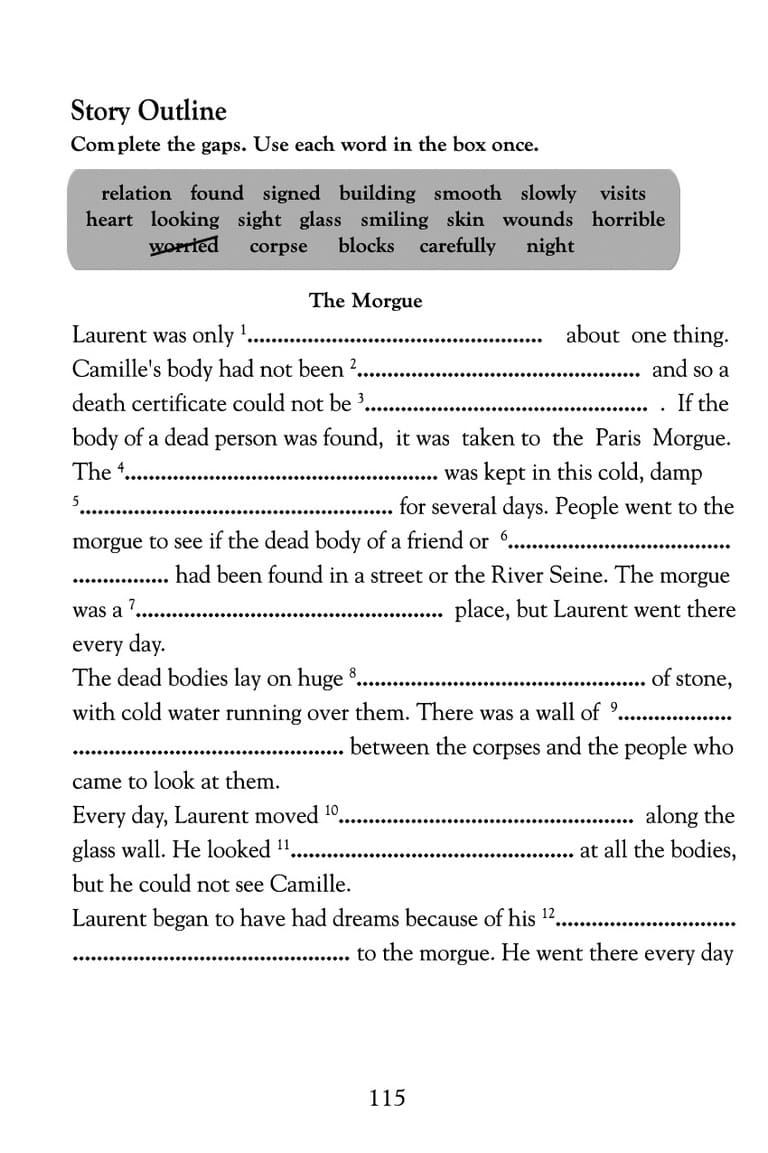 Story Outline
Complete the gaps. Use each word in the box once.
relation found signed building smooth slowly visits
heart looking sight glass smiling skin wounds horrible
worried corpse blocks carefully night
The Morgue
Laurent was only 1................................................. about one thing.
Camille's body had not been 2............................................... and so a
death certificate could not be 3............................................... . If the
body of a dead person was found, it was taken to the Paris Morgue.
The 4.................................................... was kept in this cold, damp
5.................................................... for several days. People went to the
morgue to see if the dead body of a friend or 6.....................................
................ had been found in a street or the River Seine. The morgue
was a 7................................................... place, but Laurent went there
every day.
The dead bodies lay on huge 8................................................ of stone,
with cold water running over them. There was a wall of 9...................
............................................. between the corpses and the people who
came to look at them.
Every day, Laurent moved 10................................................. along the
glass wall. He looked 11............................................... at all the bodies,
but he could not see Camille.
Laurent began to have had dreams because of his 12..............................
.............................................. to the morgue. He went there every day
115